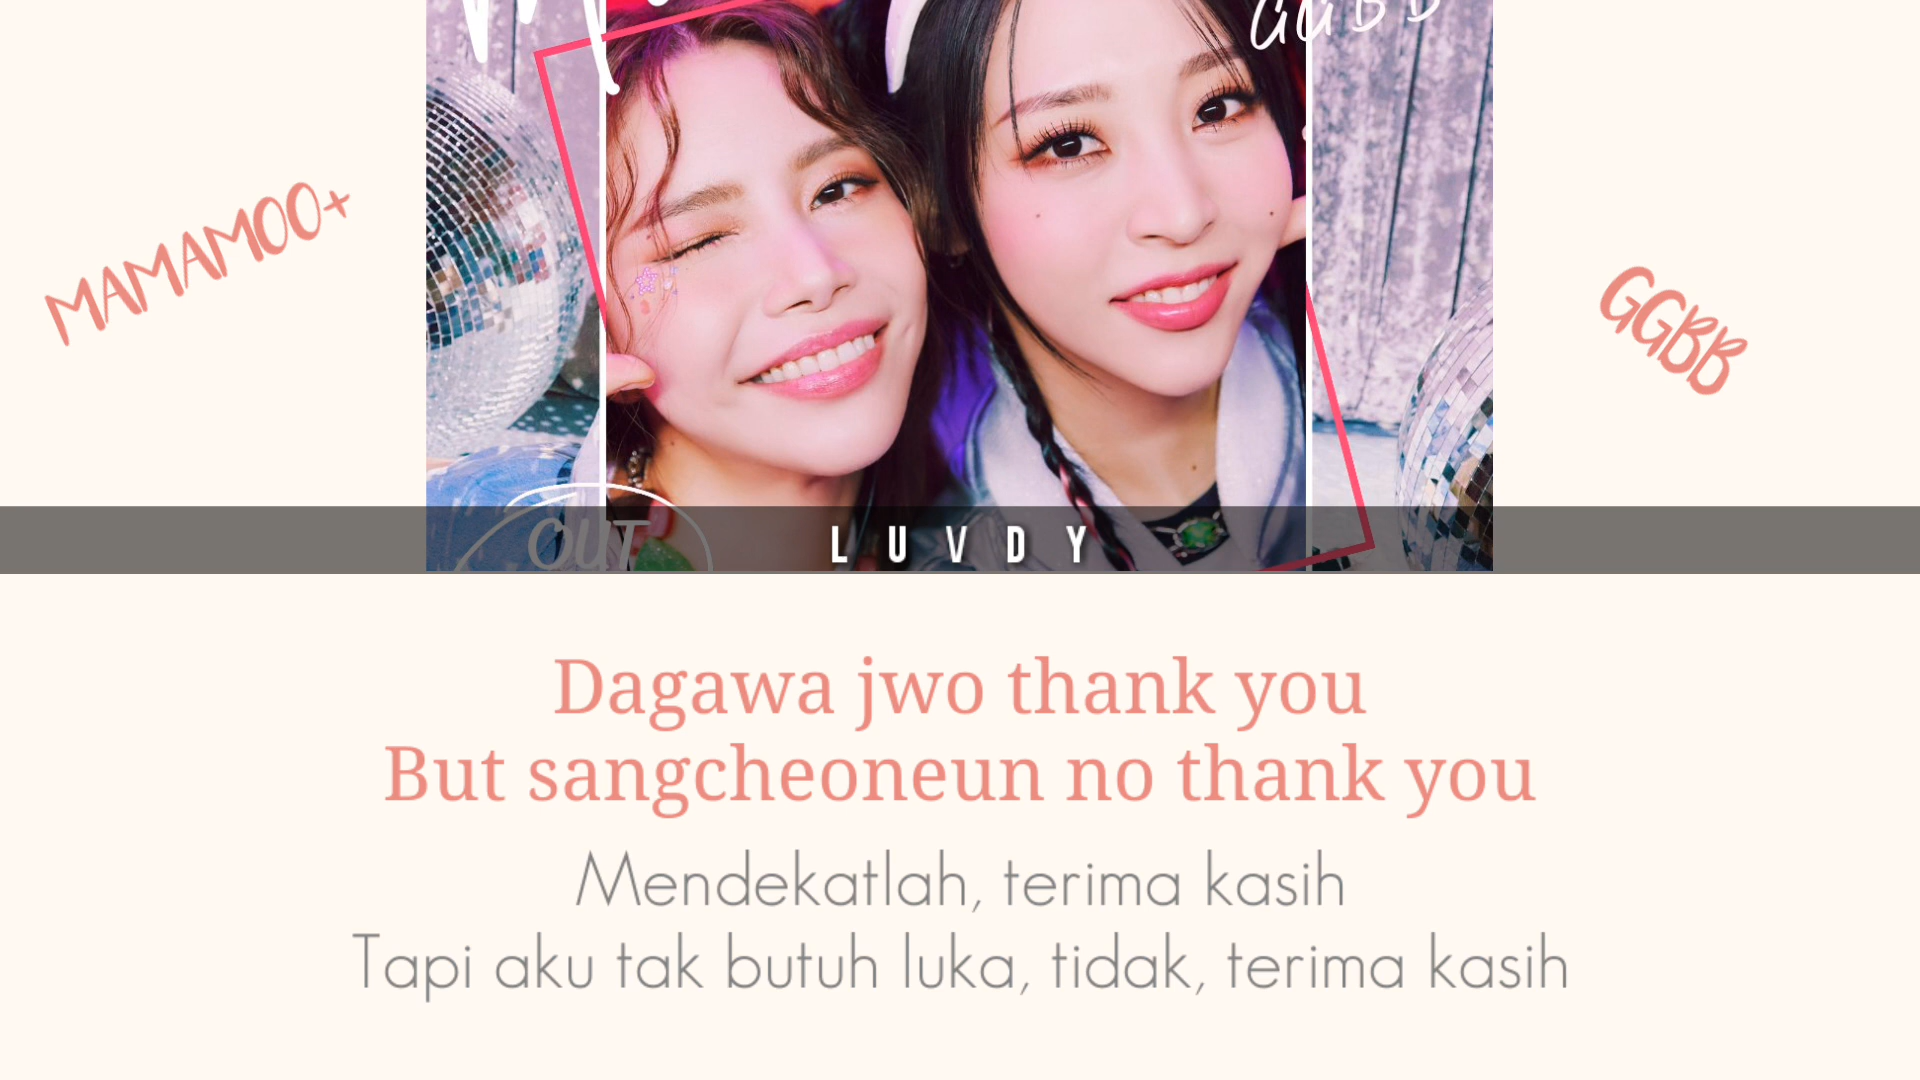 GGBB
MAMAMOO+
GGBB
OUT
LUVDY
Dagawa jwo thank you
But sangcheoneun no thank you
Mendekatlah, terima kasih
Tapi aku tak butuh luka, tidak, terima kasih